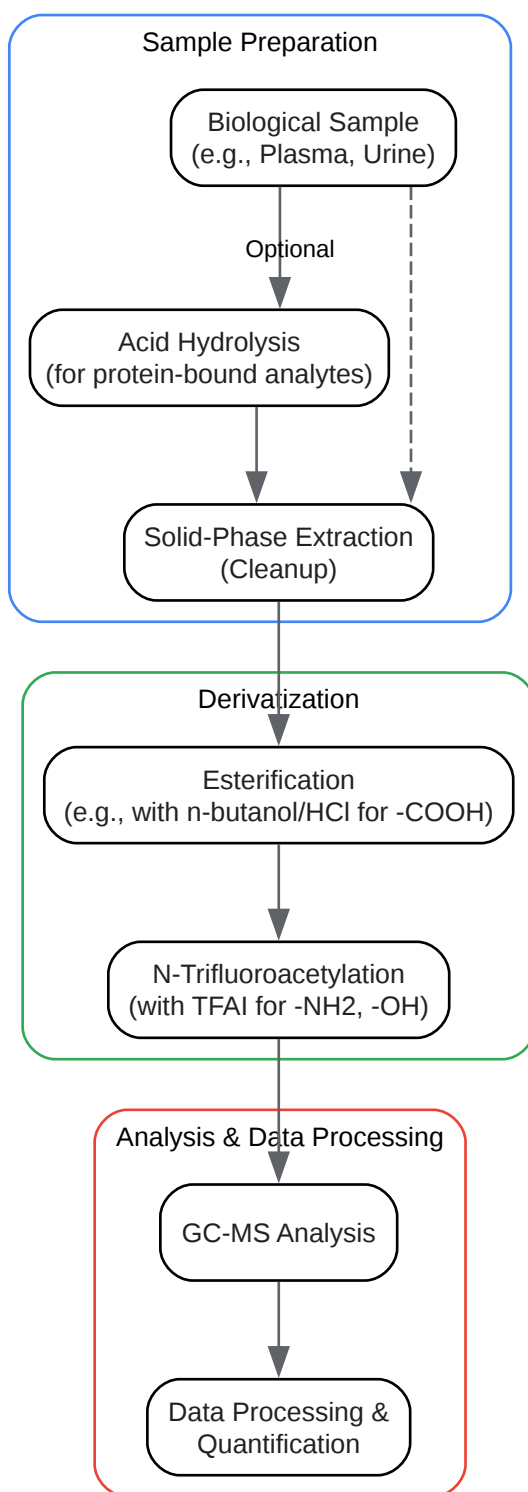 Sample Preparation
Biological Sample
(e.g., Plasma, Urine)
Optional
Acid Hydrolysis
(for protein-bound analytes)
Solid-Phase Extraction
(Cleanup)
Derivatization
Esterification
(e.g., with n-butanol/HCl for -COOH)
N-Trifluoroacetylation
(with TFAI for -NH2, -OH)
Analysis & Data Processing
GC-MS Analysis
Data Processing &
Quantification